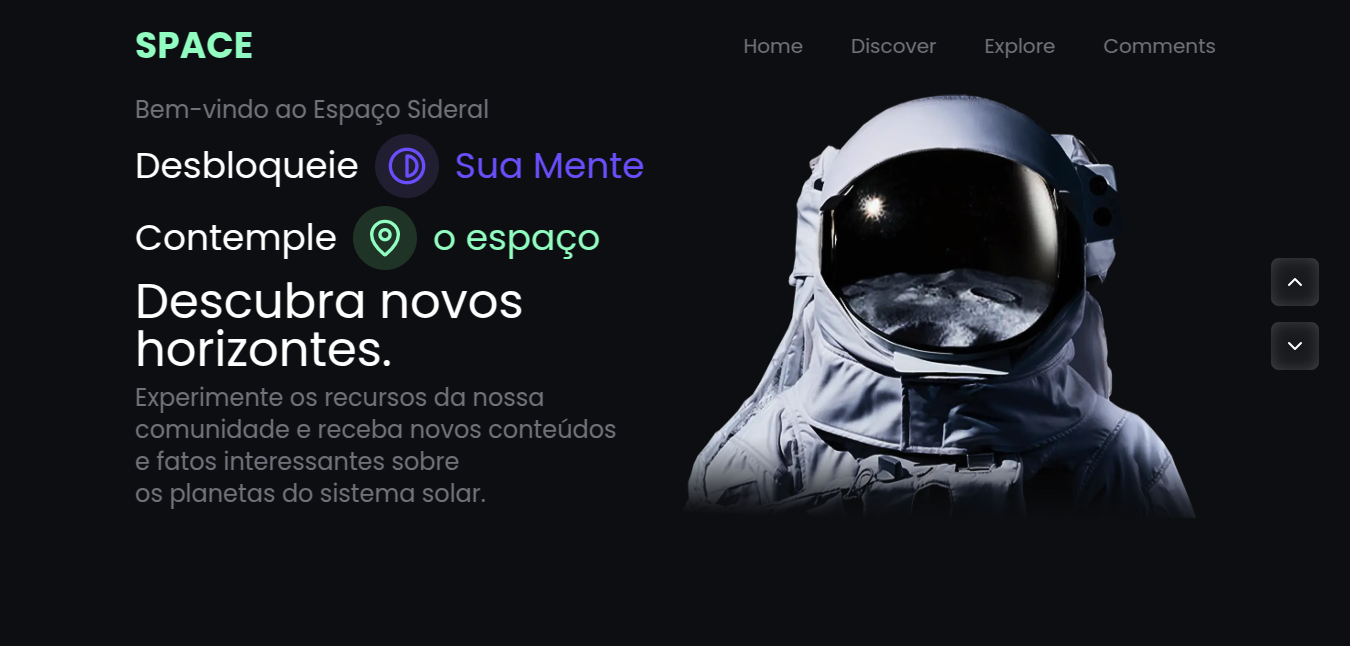 SPACE
Home Discover Explore Comments
Bem-vindo ao Espaço Sideral
Desbloqueie Sua Mente
Contemple o espaço
Descubra novos
horizontes.
Experimente os recursos da nossa
comunidade e receba novos conteúdos
e fatos interessantes sobre
os planetas do sistema solar.